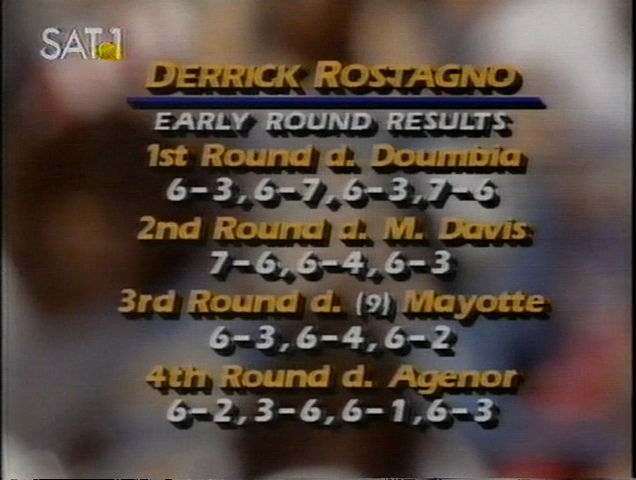 SAT.1
DERRICK ROSTAGNO
EARLY ROUND RESULTS
1st Round d. Doumbia
6-3,6-7,6-3,7-6
2nd Round d. M. Davis
7-6,6-4,6-3
3rd Round d. (9) Mayotte
6-3,6-4,6-2
4th Round d. Agenor
6-2,3-6,6-1,6-3